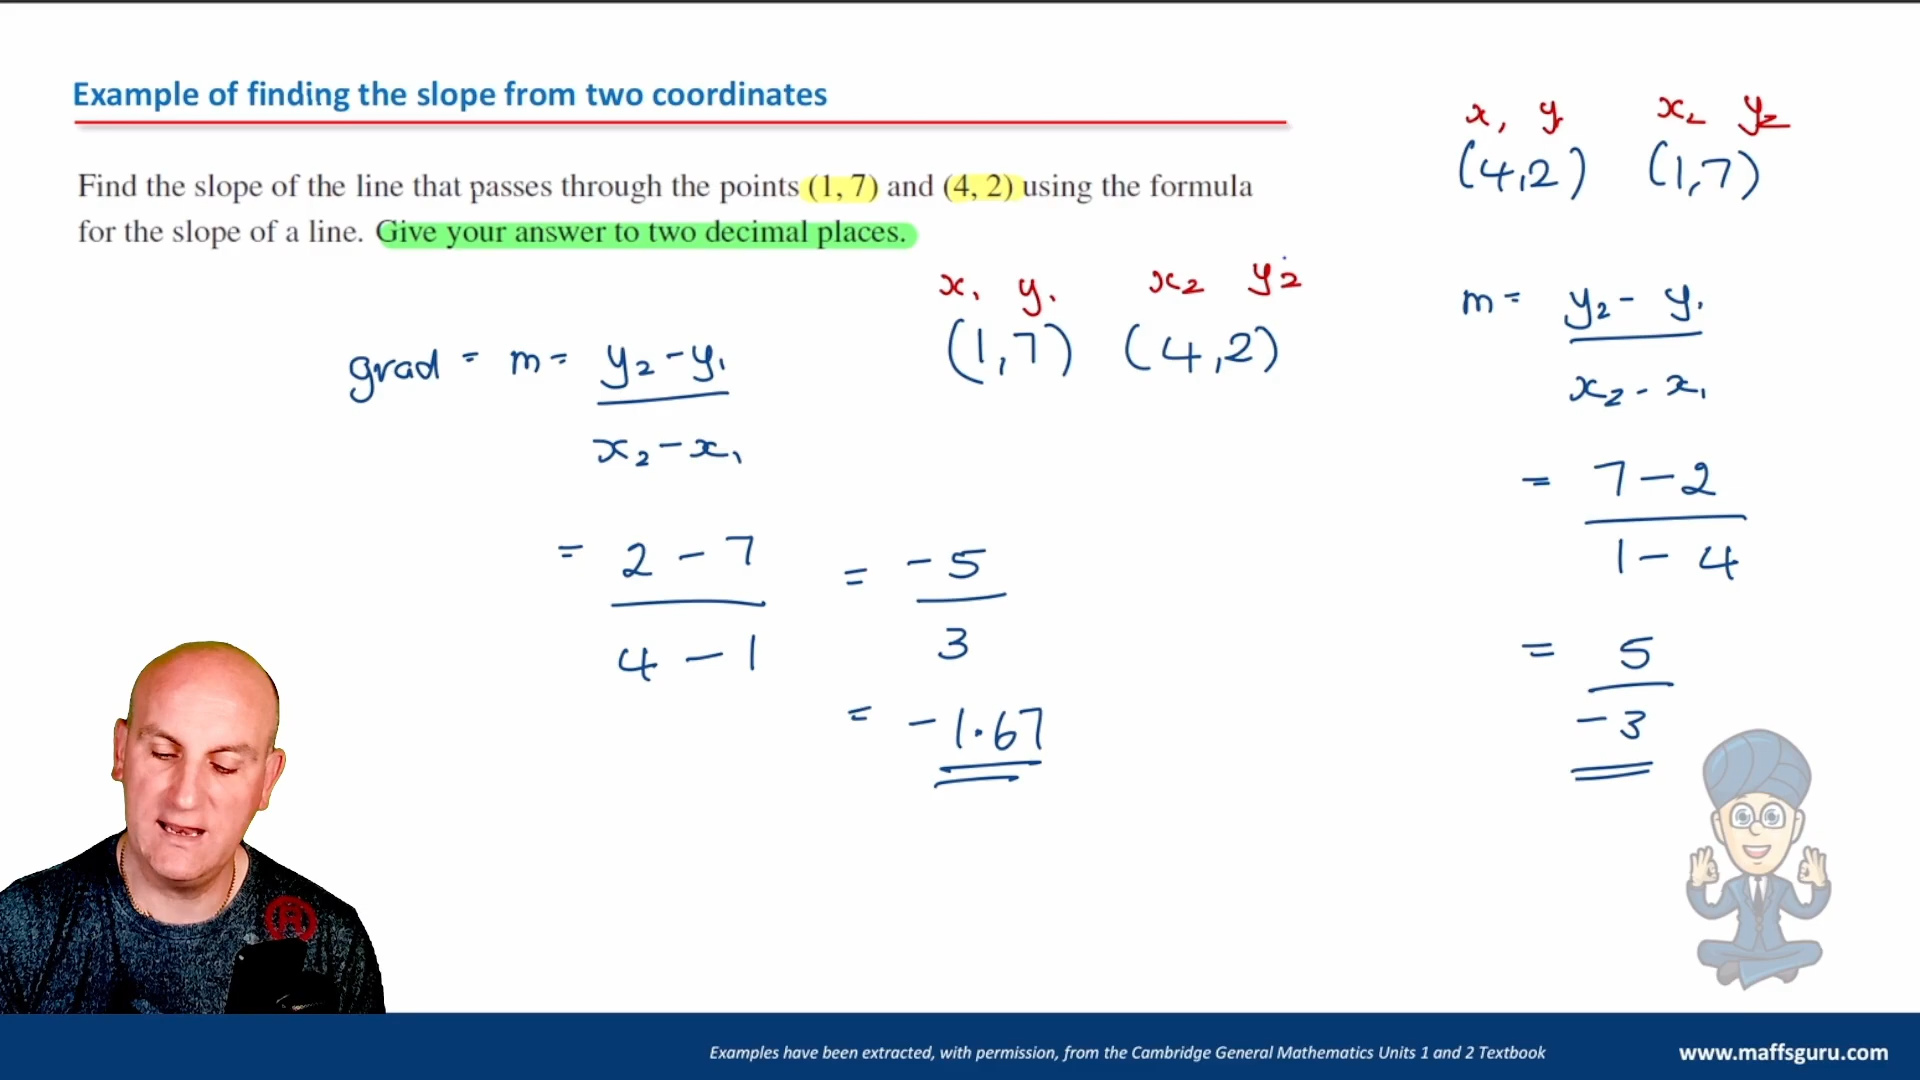 Example of finding the slope from two coordinates
Find the slope of the line that passes through the points (1, 7) and (4, 2) using the formula
for the slope of a line. Give your answer to two decimal places.
x₁ y₁ x₂ y₂
(1,7) (4,2)
grad = m = y₂ - y₁
x₂ - x₁
= 2 - 7 = -5
4 - 1 3
= -1.67
x, y x₂ y₂
(4,2) (1,7)
m = y₂ - y₁
x₂ - x₁
= 7 - 2
1 - 4
= 5
-3
Examples have been extracted, with permission, from the Cambridge General Mathematics Units 1 and 2 Textbook
www.maffsguru.com